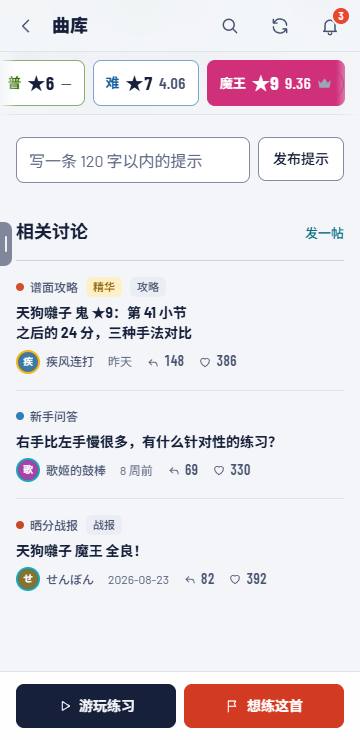 曲库
3
普 ★6 —
难 ★7 4.06
魔王 ★9 9.36
写一条 120 字以内的提示
发布提示
相关讨论
发一帖
谱面攻略 精华 攻略
天狗囃子 鬼 ★9：第 41 小节
之后的 24 分，三种手法对比
疾 疾风连打 昨天 148 386
新手问答
右手比左手慢很多，有什么针对性的练习？
歌 歌姬的鼓棒 8 周前 69 330
晒分战报 战报
天狗囃子 魔王 全良！
せ せんぼん 2026-08-23 82 392
游玩练习
想练这首